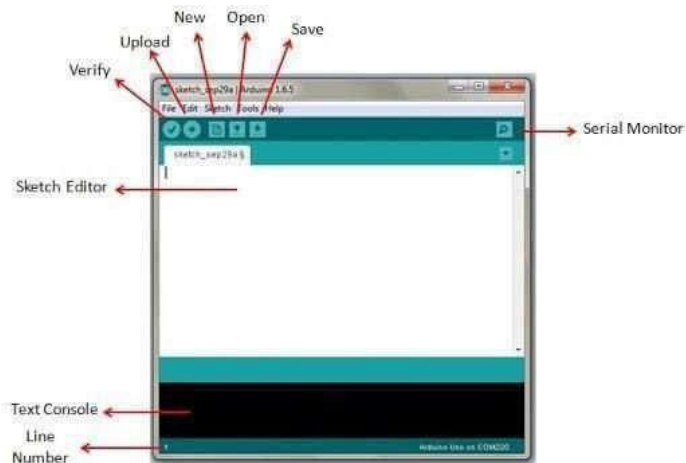 New Open
Upload Save
Verify
sketch_sep29a | Arduino 1.6.5
File Edit Sketch Tools Help
Serial Monitor
sketch_sep29a §
Sketch Editor
Text Console
Line
Number
Arduino Uno on COM220